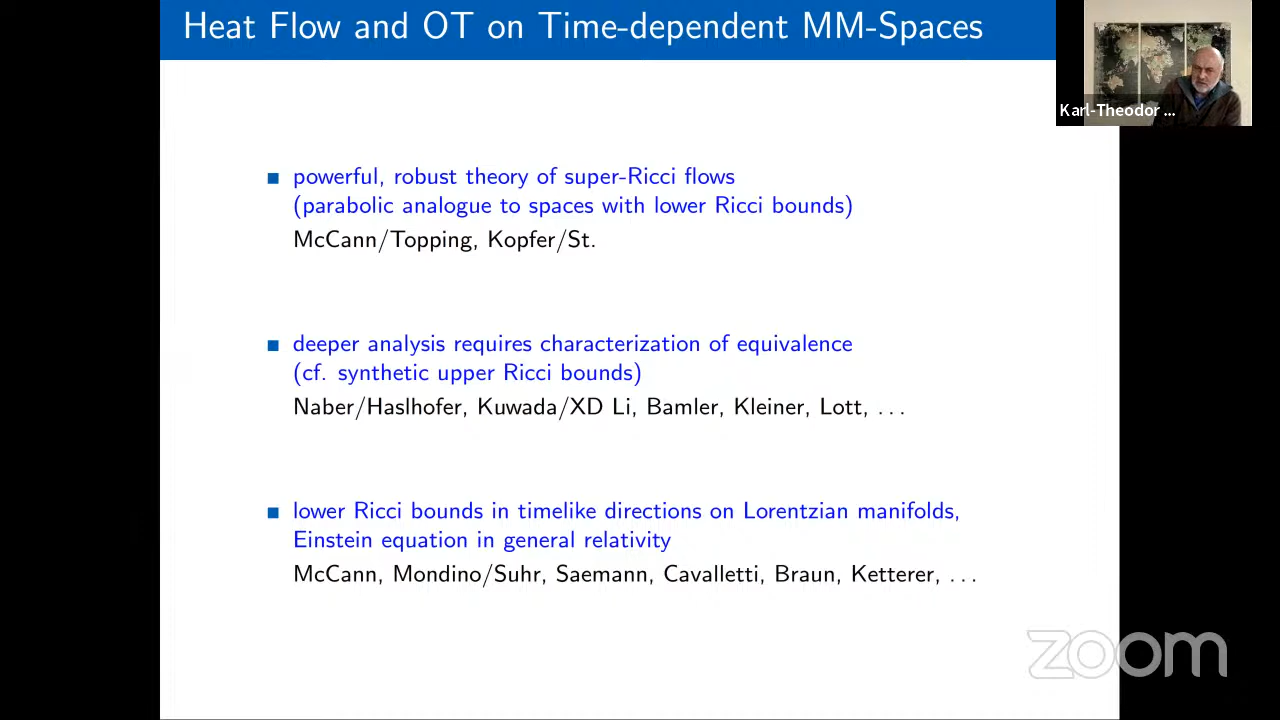 Heat Flow and OT on Time-dependent MM-Spaces
Karl-Theodor ...
powerful, robust theory of super-Ricci flows
(parabolic analogue to spaces with lower Ricci bounds)
McCann/Topping, Kopfer/St.
deeper analysis requires characterization of equivalence
(cf. synthetic upper Ricci bounds)
Naber/Haslhofer, Kuwada/XD Li, Bamler, Kleiner, Lott, ...
lower Ricci bounds in timelike directions on Lorentzian manifolds,
Einstein equation in general relativity
McCann, Mondino/Suhr, Saemann, Cavalletti, Braun, Ketterer, ...
zoom